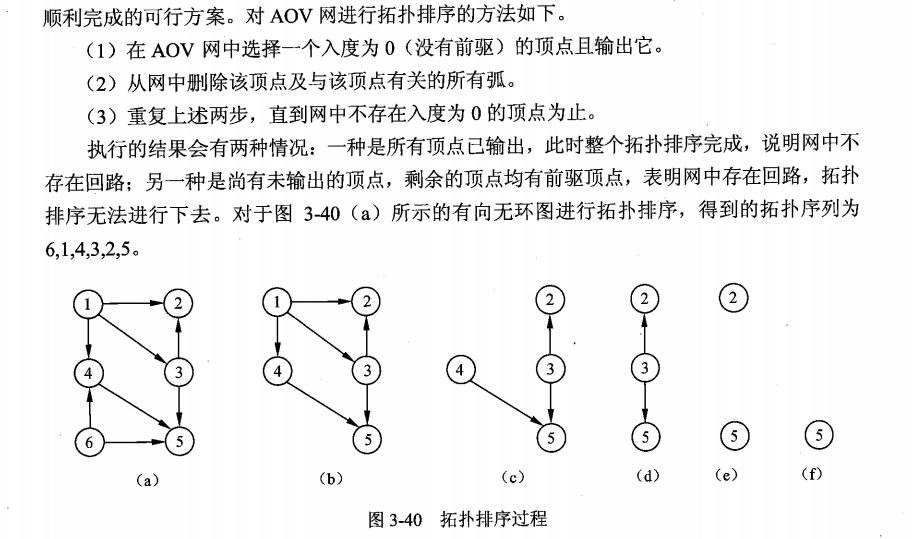 顺利完成的可行方案。对 AOV 网进行拓扑排序的方法如下。
（1）在 AOV 网中选择一个入度为 0（没有前驱）的顶点且输出它。
（2）从网中删除该顶点及与该顶点有关的所有弧。
（3）重复上述两步，直到网中不存在入度为 0 的顶点为止。
执行的结果会有两种情况：一种是所有顶点已输出，此时整个拓扑排序完成，说明网中不
存在回路；另一种是尚有未输出的顶点，剩余的顶点均有前驱顶点，表明网中存在回路，拓扑
排序无法进行下去。对于图 3-40（a）所示的有向无环图进行拓扑排序，得到的拓扑序列为
6,1,4,3,2,5。
1 2 1 2 2 2 2
4 3 4 3 4 3 3
6 5 5 5 5 5 5
（a） （b） （c） （d） （e） （f）
图 3-40 拓扑排序过程